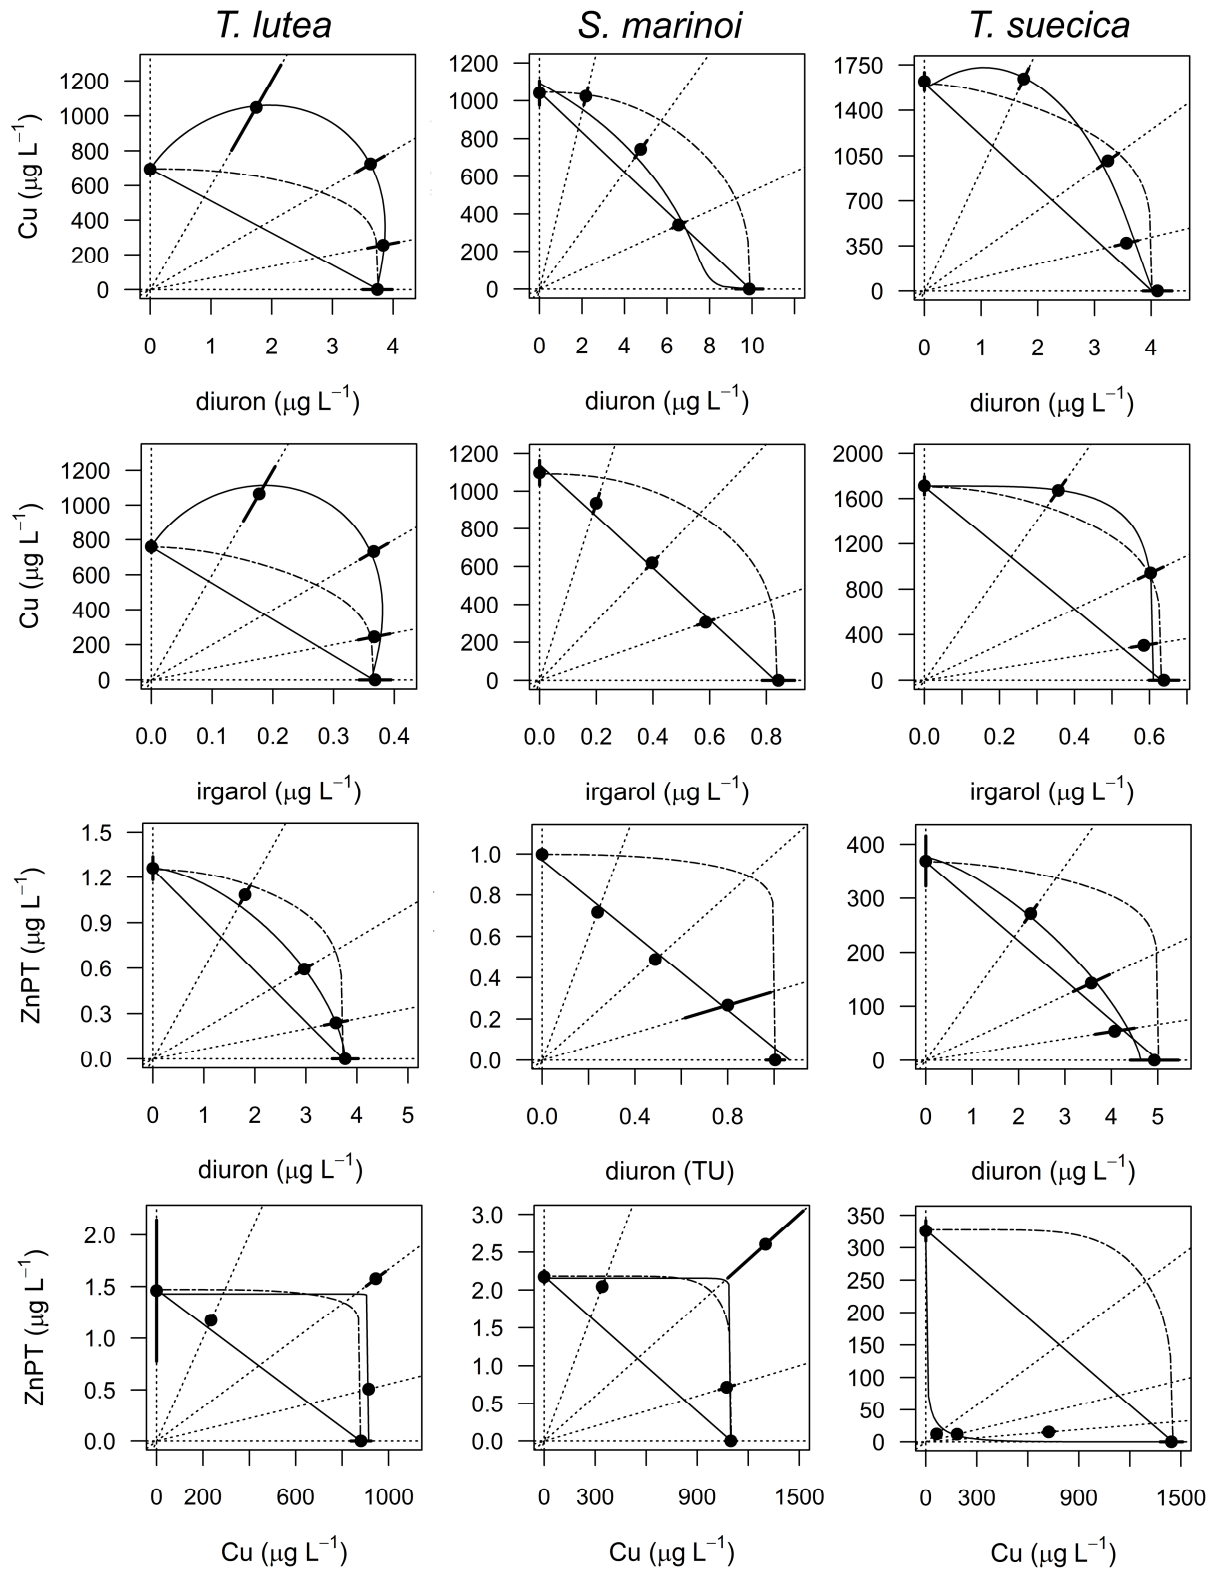 T. lutea S. marinoi T. suecica
Cu (µg L⁻¹)
1200
1000
800
600
400
200
0
0 1 2 3 4
diuron (µg L⁻¹)
1200
1000
800
600
400
200
0
0 2 4 6 8 10
diuron (µg L⁻¹)
1750
1400
1050
700
350
0
0 1 2 3 4
diuron (µg L⁻¹)
Cu (µg L⁻¹)
1200
1000
800
600
400
200
0
0.0 0.1 0.2 0.3 0.4
irgarol (µg L⁻¹)
1200
1000
800
600
400
200
0
0.0 0.2 0.4 0.6 0.8
irgarol (µg L⁻¹)
2000
1600
1200
800
400
0
0.0 0.2 0.4 0.6
irgarol (µg L⁻¹)
ZnPT (µg L⁻¹)
1.5
1.2
0.9
0.6
0.3
0.0
0 1 2 3 4 5
diuron (µg L⁻¹)
1.0
0.8
0.6
0.4
0.2
0.0
0.0 0.4 0.8
diuron (TU)
400
300
200
100
0
0 1 2 3 4 5
diuron (µg L⁻¹)
ZnPT (µg L⁻¹)
2.0
1.5
1.0
0.5
0.0
0 200 600 1000
Cu (µg L⁻¹)
3.0
2.5
2.0
1.5
1.0
0.5
0.0
0 300 900 1500
Cu (µg L⁻¹)
350
300
250
200
150
100
50
0
0 300 900 1500
Cu (µg L⁻¹)